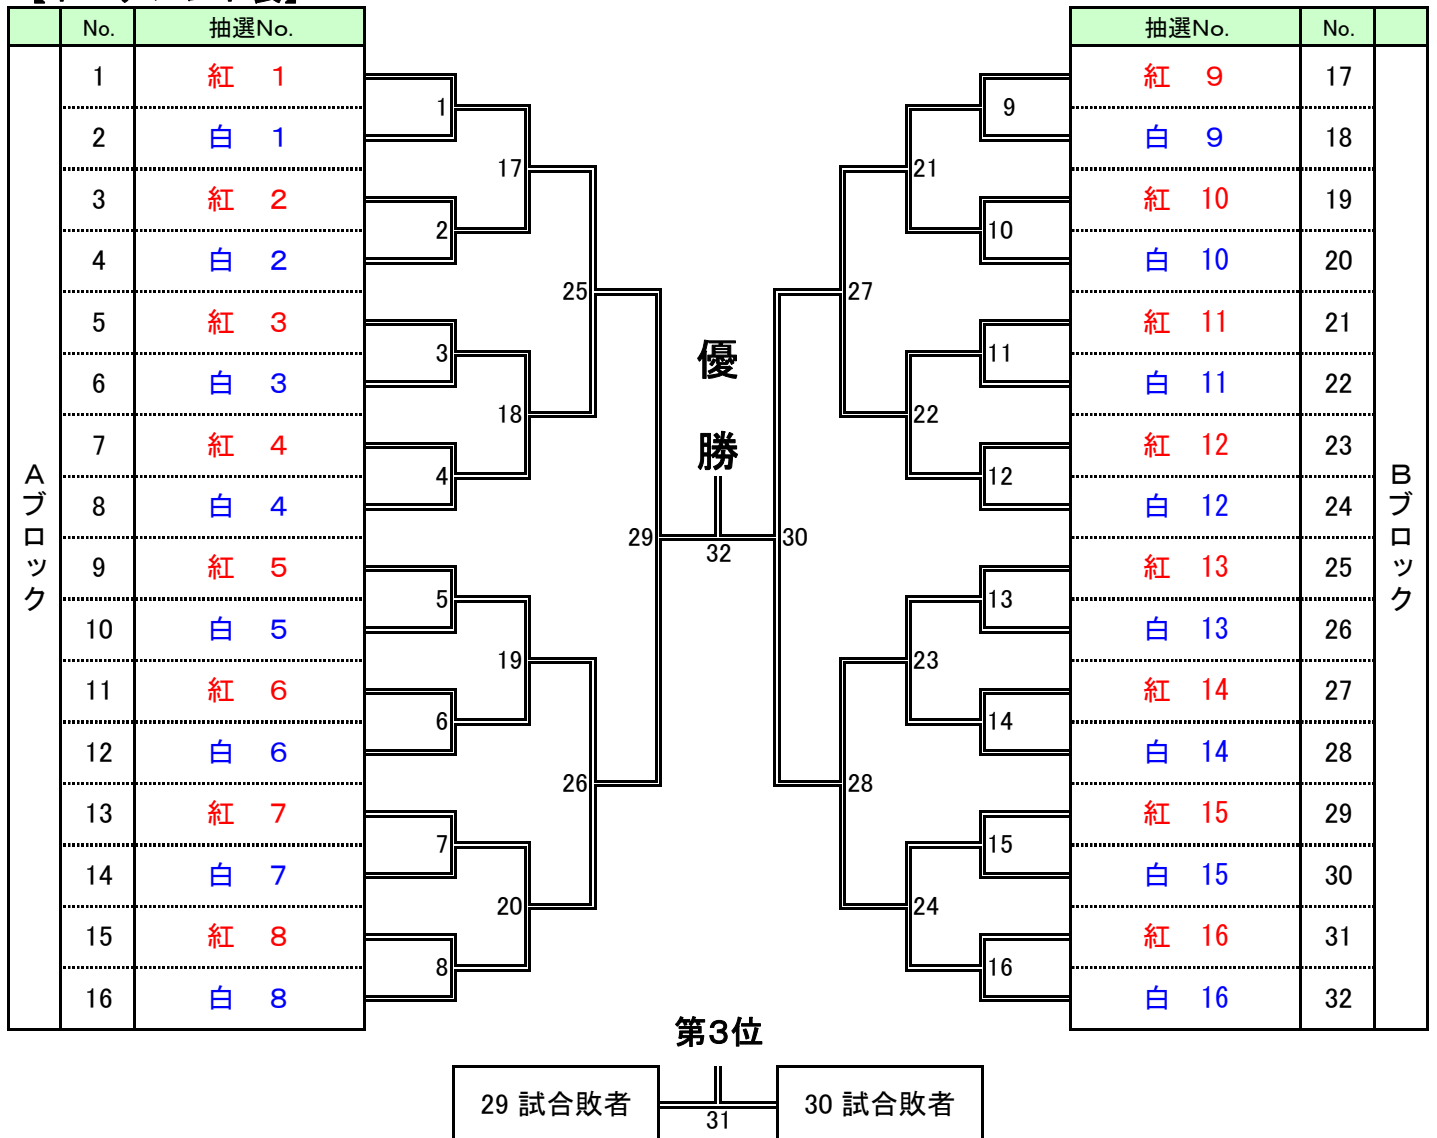 No. 抽選No.
1 紅 1
2 白 1
3 紅 2
4 白 2
5 紅 3
6 白 3
7 紅 4
8 白 4
9 紅 5
10 白 5
11 紅 6
12 白 6
13 紅 7
14 白 7
15 紅 8
16 白 8
Aブロック
1
2
3
4
5
6
7
8
17
18
19
20
25
26
29
優
勝
32
30
27
28
21
22
23
24
9
10
11
12
13
14
15
16
抽選No. No.
紅 9 17
白 9 18
紅 10 19
白 10 20
紅 11 21
白 11 22
紅 12 23
白 12 24
紅 13 25
白 13 26
紅 14 27
白 14 28
紅 15 29
白 15 30
紅 16 31
白 16 32
Bブロック
第3位
29 試合敗者
31
30 試合敗者